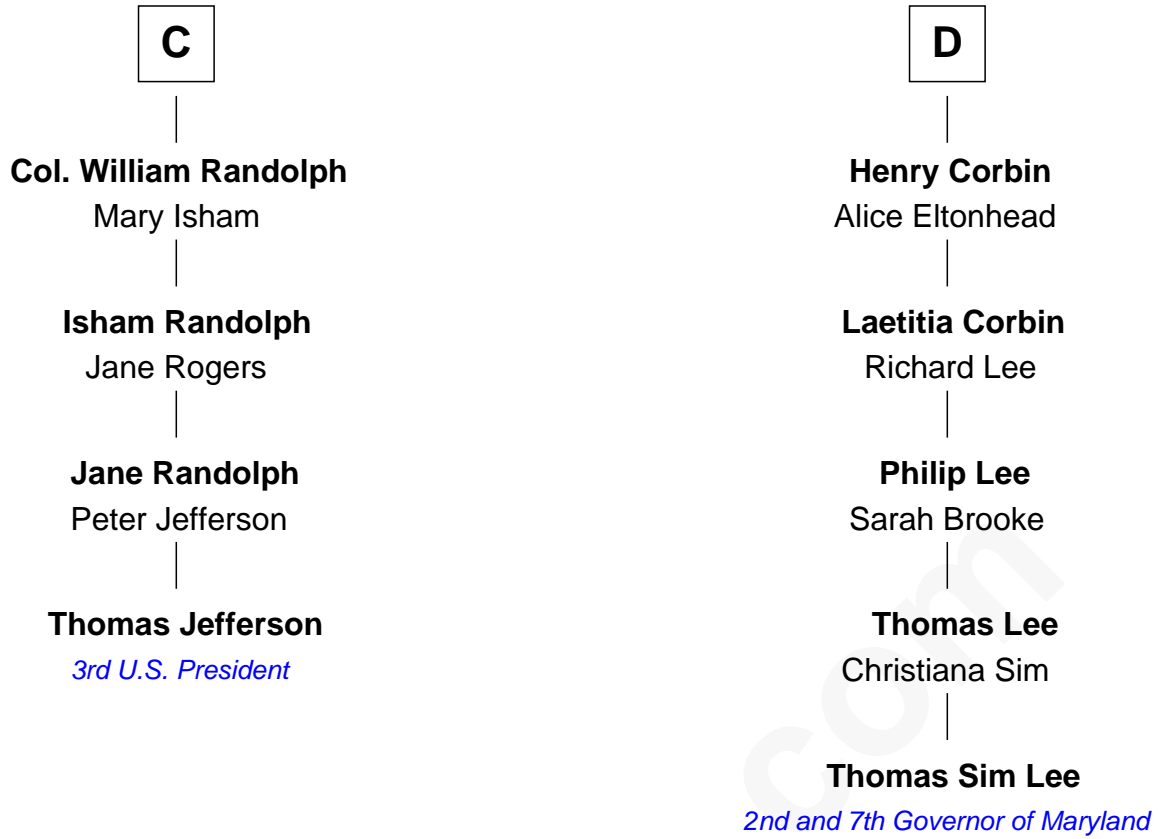 C
Col. William Randolph
Mary Isham
Isham Randolph
Jane Rogers
Jane Randolph
Peter Jefferson
Thomas Jefferson
3rd U.S. President
D
Henry Corbin
Alice Eltonhead
Laetitia Corbin
Richard Lee
Philip Lee
Sarah Brooke
Thomas Lee
Christiana Sim
Thomas Sim Lee
2nd and 7th Governor of Maryland
com